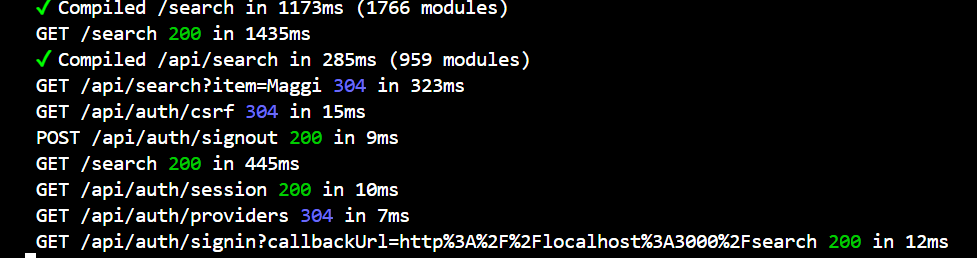 ✓ Compiled /search in 1173ms (1766 modules)
GET /search 200 in 1435ms
✓ Compiled /api/search in 285ms (959 modules)
GET /api/search?item=Maggi 304 in 323ms
GET /api/auth/csrf 304 in 15ms
POST /api/auth/signout 200 in 9ms
GET /search 200 in 445ms
GET /api/auth/session 200 in 10ms
GET /api/auth/providers 304 in 7ms
GET /api/auth/signin?callbackUrl=http%3A%2F%2Flocalhost%3A3000%2Fsearch 200 in 12ms